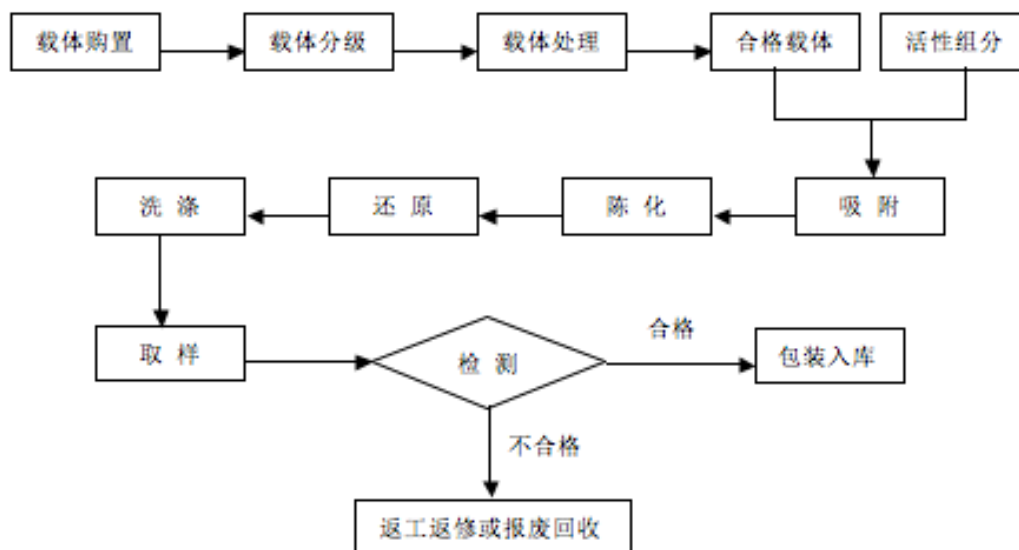 载体购置
载体分级
载体处理
合格载体
活性组分
洗 涤
还 原
陈 化
吸 附
取 样
检 测
合格
包装入库
不合格
返工返修或报废回收